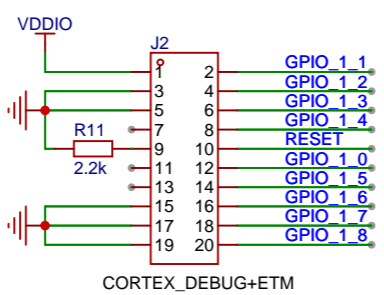 VDDIO
J2
1 2 GPIO_1_1
3 4 GPIO_1_2
5 6 GPIO_1_3
7 8 GPIO_1_4
R11
9 10 RESET
2.2k
11 12 GPIO_1_0
13 14 GPIO_1_5
15 16 GPIO_1_6
17 18 GPIO_1_7
19 20 GPIO_1_8
CORTEX_DEBUG+ETM